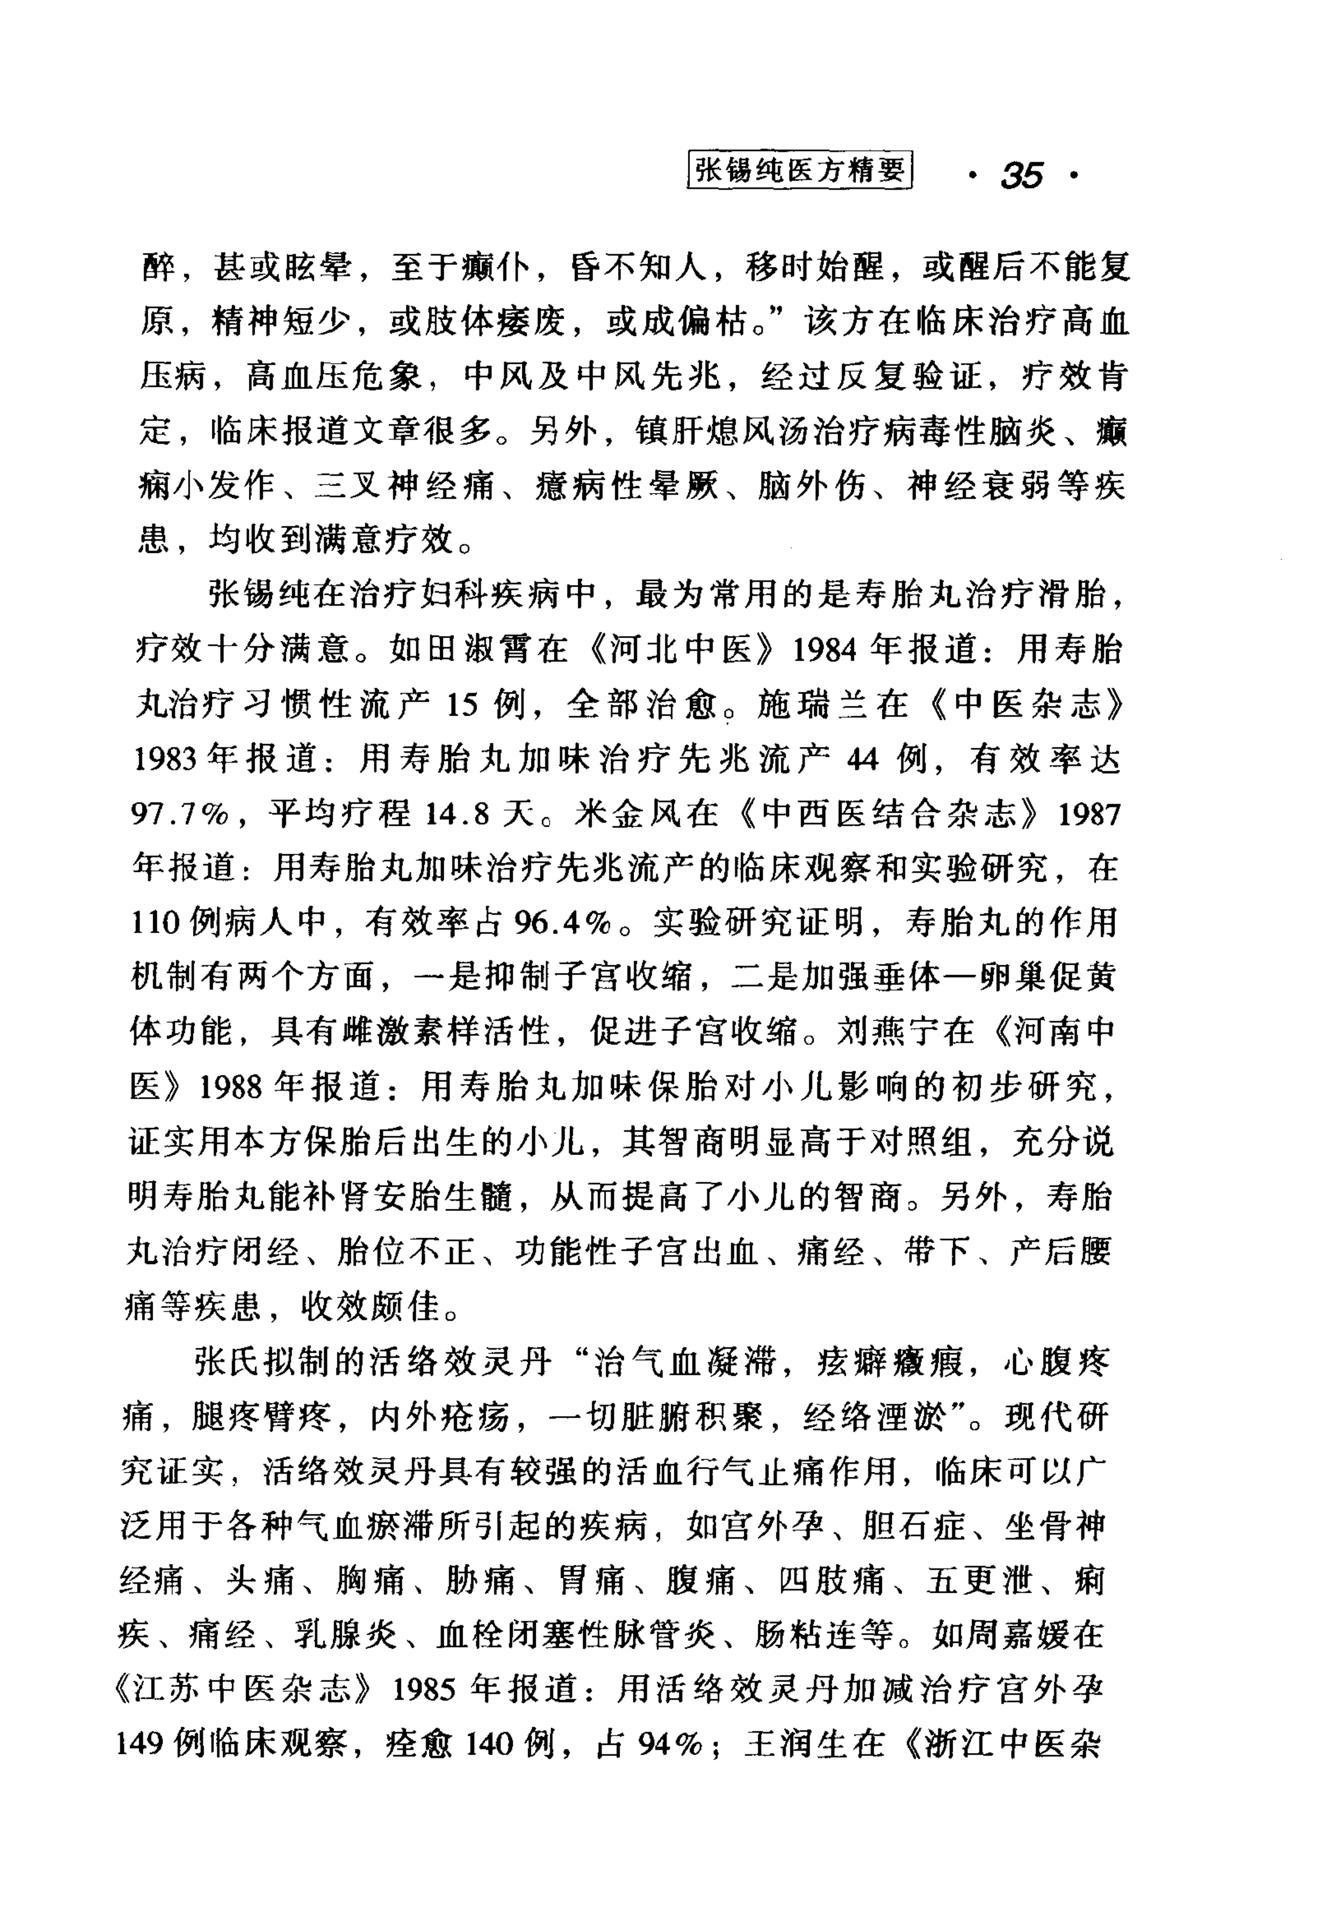 张锡纯医方精要 · 35 ·
醉，甚或眩晕，至于癫仆，昏不知人，移时始醒，或醒后不能复
原，精神短少，或肢体痿废，或成偏枯。”该方在临床治疗高血
压病，高血压危象，中风及中风先兆，经过反复验证，疗效肯
定，临床报道文章很多。另外，镇肝熄风汤治疗病毒性脑炎、癫
痫小发作、三叉神经痛、癔病性晕厥、脑外伤、神经衰弱等疾
患，均收到满意疗效。
张锡纯在治疗妇科疾病中，最为常用的是寿胎丸治疗滑胎，
疗效十分满意。如田淑霄在《河北中医》1984 年报道：用寿胎
丸治疗习惯性流产 15 例，全部治愈。施瑞兰在《中医杂志》
1983 年报道：用寿胎丸加味治疗先兆流产 44 例，有效率达
97.7%，平均疗程 14.8 天。米金风在《中西医结合杂志》1987
年报道：用寿胎丸加味治疗先兆流产的临床观察和实验研究，在
110 例病人中，有效率占 96.4%。实验研究证明，寿胎丸的作用
机制有两个方面，一是抑制子宫收缩，二是加强垂体—卵巢促黄
体功能，具有雌激素样活性，促进子宫收缩。刘燕宁在《河南中
医》1988 年报道：用寿胎丸加味保胎对小儿影响的初步研究，
证实用本方保胎后出生的小儿，其智商明显高于对照组，充分说
明寿胎丸能补肾安胎生髓，从而提高了小儿的智商。另外，寿胎
丸治疗闭经、胎位不正、功能性子宫出血、痛经、带下、产后腰
痛等疾患，收效颇佳。
张氏拟制的活络效灵丹“治气血凝滞，痃癖癥瘕，心腹疼
痛，腿疼臂疼，内外疮疡，一切脏腑积聚，经络湮淤”。现代研
究证实，活络效灵丹具有较强的活血行气止痛作用，临床可以广
泛用于各种气血瘀滞所引起的疾病，如宫外孕、胆石症、坐骨神
经痛、头痛、胸痛、胁痛、胃痛、腹痛、四肢痛、五更泄、痢
疾、痛经、乳腺炎、血栓闭塞性脉管炎、肠粘连等。如周嘉媛在
《江苏中医杂志》1985 年报道：用活络效灵丹加减治疗宫外孕
149 例临床观察，痊愈 140 例，占 94%；王润生在《浙江中医杂